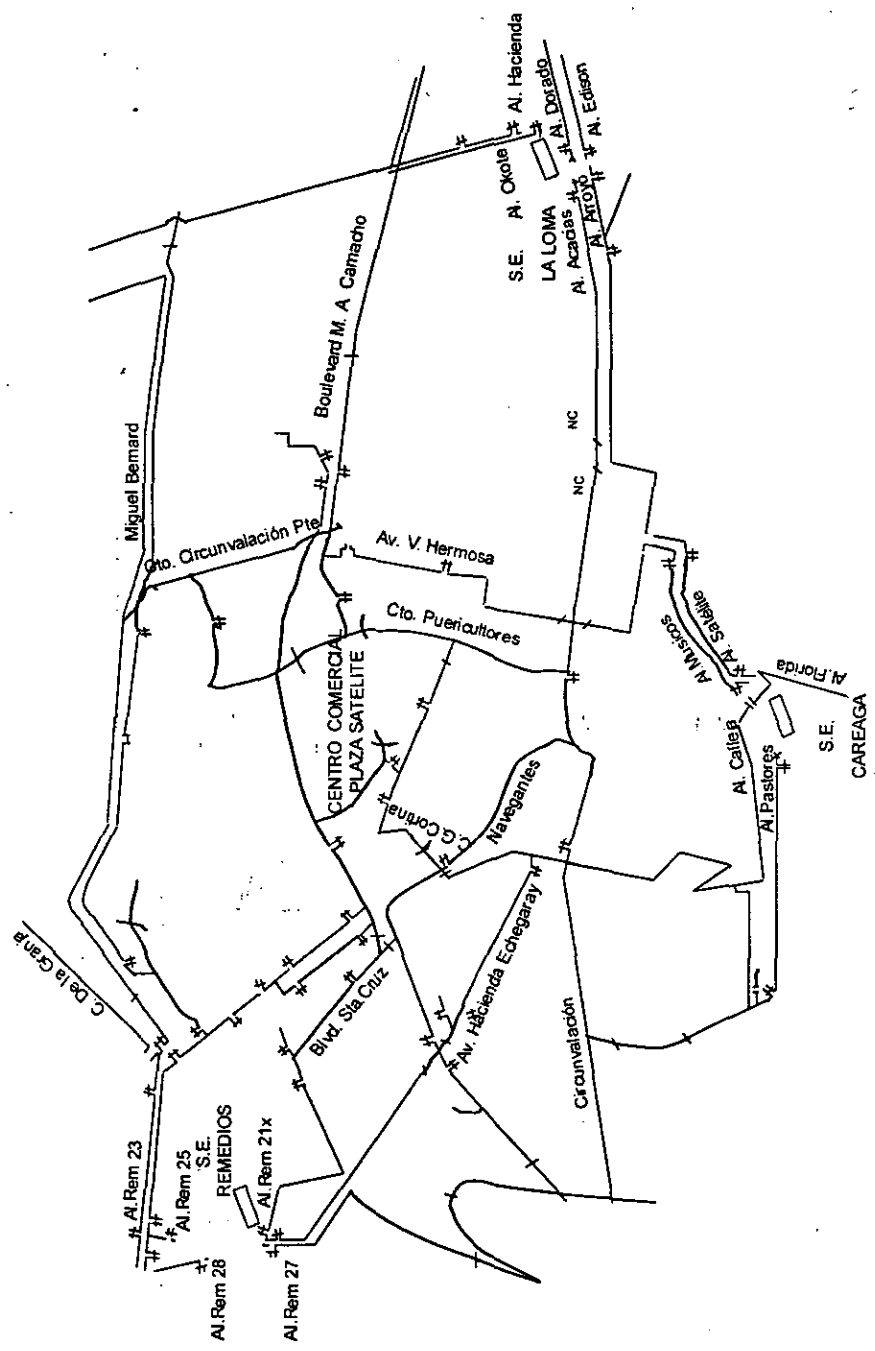 Al. Rem 23
Al.Rem 25
S.E.
REMEDIOS
Al.Rem 28
Al.Rem 21x
Al.Rem 27
C. De la Granja
Blvd. Sta Cruz
Av. Hacienda Echegaray
Circunvalación
Miguel Bernard
Cto. Circunvalación Pte
Boulevard M. A Camacho
CENTRO COMERCIAL
PLAZA SATELITE
Cto. Puericultores
Av. V. Hermosa
C.G. Cortina
Navegantes
NC
NC
S.E.
LA LOMA
Al. Okote
Al. Hacienda
Al. Dorado
Al. Edison
Al. Acacias
Al. Arroyo
Al Musicos
Al. Satélite
Al. Florida
Al. Calleja
Al.Pastores
S.E.
CAREAGA